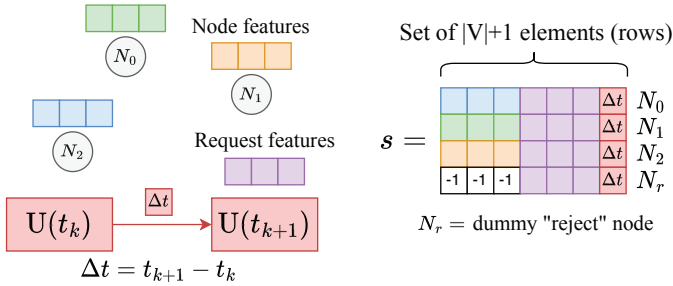 Node features
N₀
N₁
N₂
Request features
Δt
U(tₖ)
U(tₖ₊₁)
Δt = tₖ₊₁ − tₖ
Set of |V|+1 elements (rows)
s =
Δt N₀
Δt N₁
Δt N₂
-1 -1 -1 Δt Nᵣ
Nᵣ = dummy "reject" node